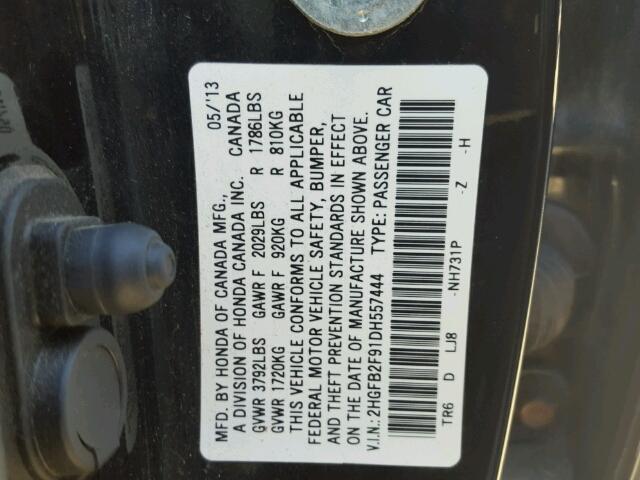 MFD. BY HONDA OF CANADA MFG., 05/'13
A DIVISION OF HONDA CANADA INC. CANADA
GVWR 3792LBS GAWR F 2029LBS R 1786LBS
GVWR 1720KG GAWR F 920KG R 810KG
THIS VEHICLE CONFORMS TO ALL APPLICABLE
FEDERAL MOTOR VEHICLE SAFETY, BUMPER,
AND THEFT PREVENTION STANDARDS IN EFFECT
ON THE DATE OF MANUFACTURE SHOWN ABOVE.
V.I.N.: 2HGFB2F91DH557444 TYPE: PASSENGER CAR
TR6 D LJ8 -NH731P -Z -H